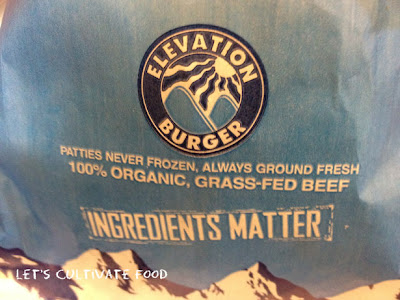 ELEVATION
BURGER
PATTIES NEVER FROZEN, ALWAYS GROUND FRESH
100% ORGANIC, GRASS-FED BEEF
INGREDIENTS MATTER
LET'S CULTIVATE FOOD